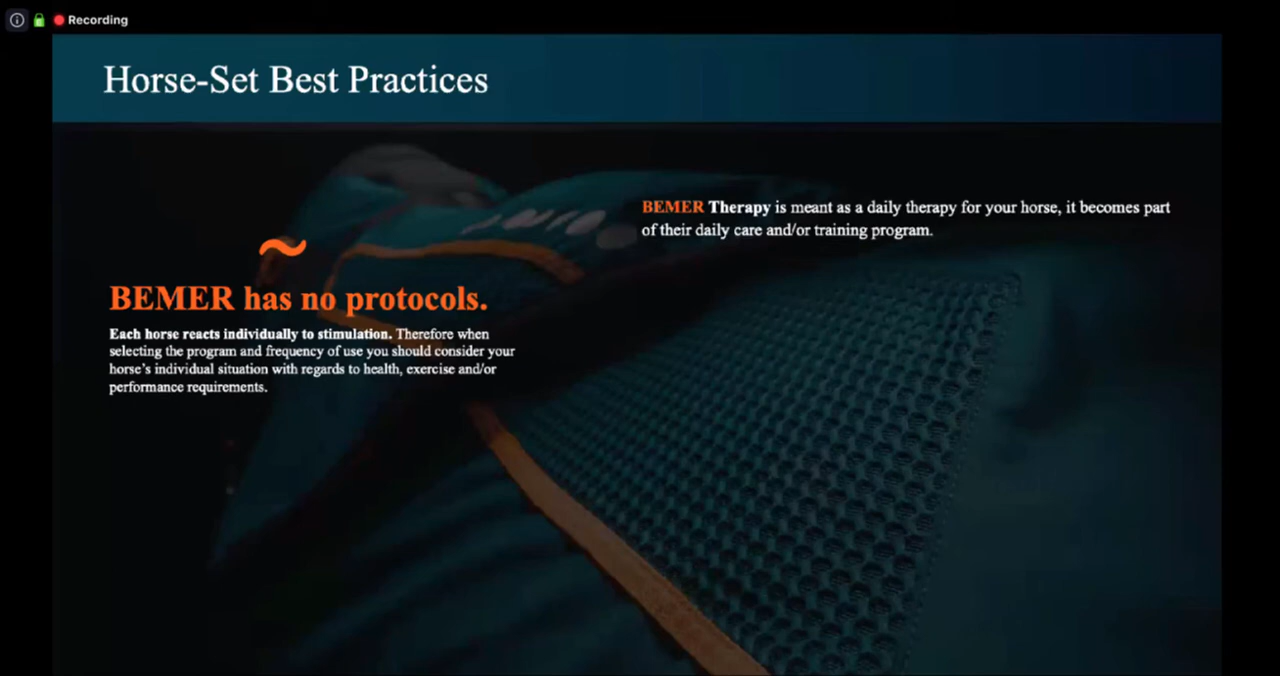 Recording
Horse-Set Best Practices
BEMER has no protocols.
Each horse reacts individually to stimulation. Therefore when
selecting the program and frequency of use you should consider your
horse's individual situation with regards to health, exercise and/or
performance requirements.
BEMER Therapy is meant as a daily therapy for your horse, it becomes part
of their daily care and/or training program.